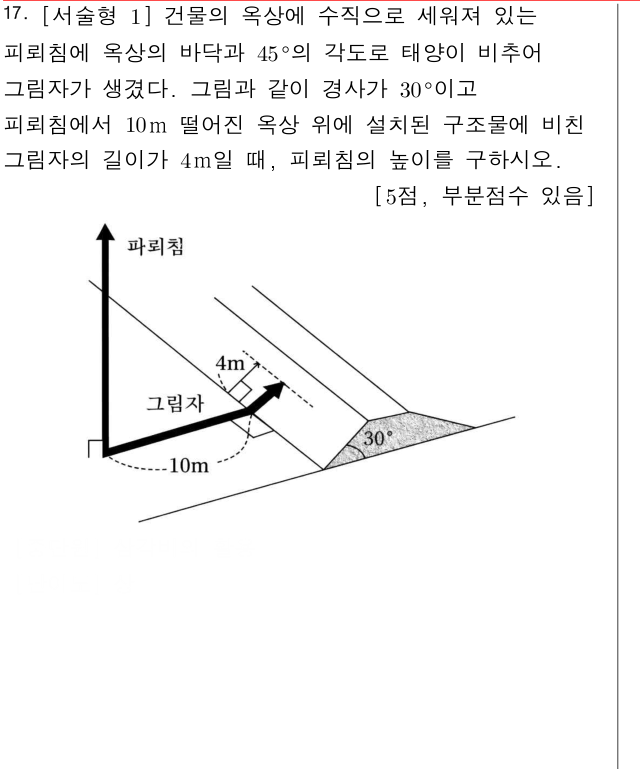 17. [서술형 1] 건물의 옥상에 수직으로 세워져 있는
피뢰침에 옥상의 바닥과 45°의 각도로 태양이 비추어
그림자가 생겼다. 그림과 같이 경사가 30°이고
피뢰침에서 10m 떨어진 옥상 위에 설치된 구조물에 비친
그림자의 길이가 4m일 때, 피뢰침의 높이를 구하시오.
[5점, 부분점수 있음]
파뢰침
4m
그림자
30°
10m